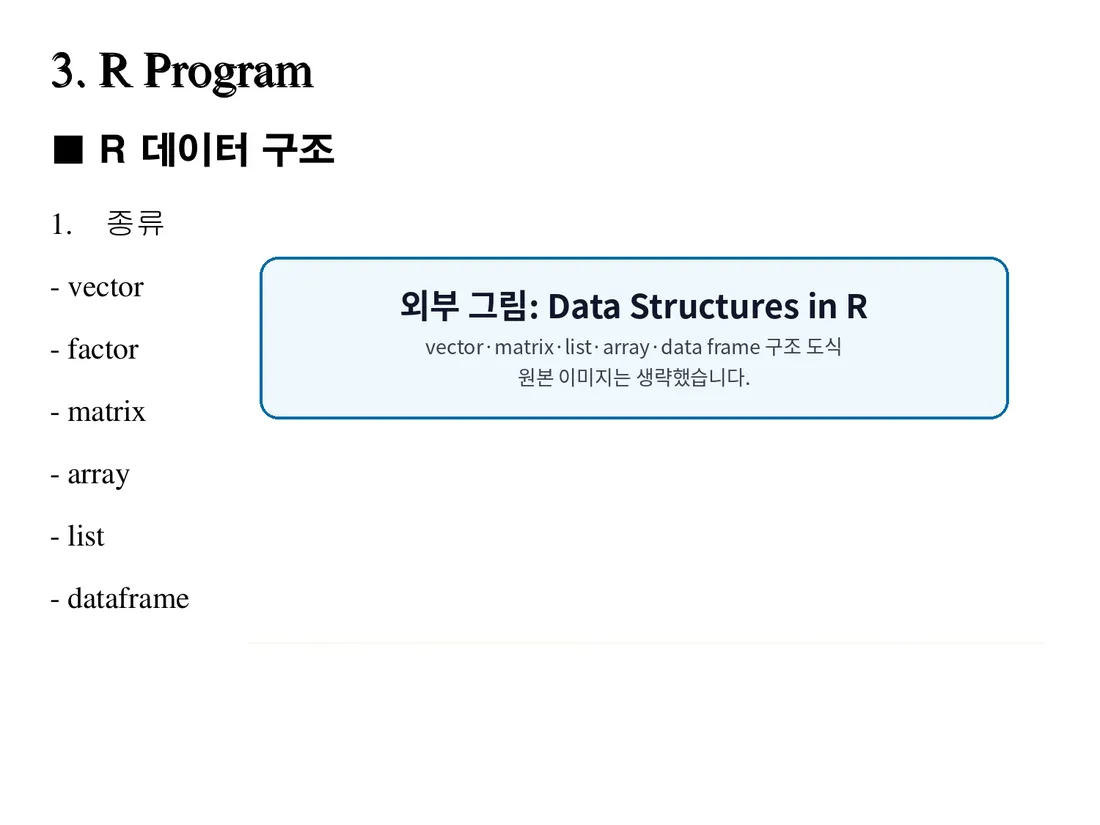 3. R Program
■ R 데이터 구조
1. 종류
- vector
- factor
- matrix
- array
- list
- dataframe
외부 그림: Data Structures in R
vector·matrix·list·array·data frame 구조 도식
원본 이미지는 생략했습니다.